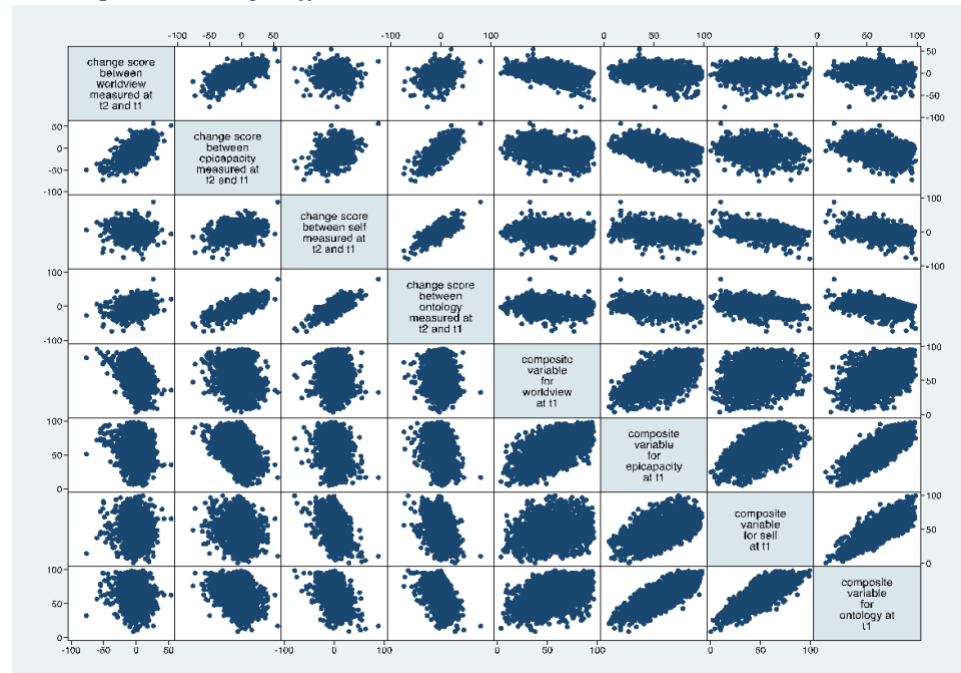 -100 -50 0 50 -100 0 100 0 50 100 0 50 100
change score
between
worldview
measured at
t2 and t1
50
0
-50
-100
50
0
-50
-100
change score
between
epicapacity
measured at
t2 and t1
change score
between self
measured at
t2 and t1
100
0
-100
100
0
-100
change score
between
ontology
measured at
t2 and t1
composite
variable
for
worldview
at t1
100
50
0
100
50
0
composite
variable
for
epicapacity
at t1
composite
variable
for self
at t1
100
50
0
100
50
0
composite
variable
for
ontology at
t1
-100 -50 0 50 -100 0 100 0 50 100 0 50 100